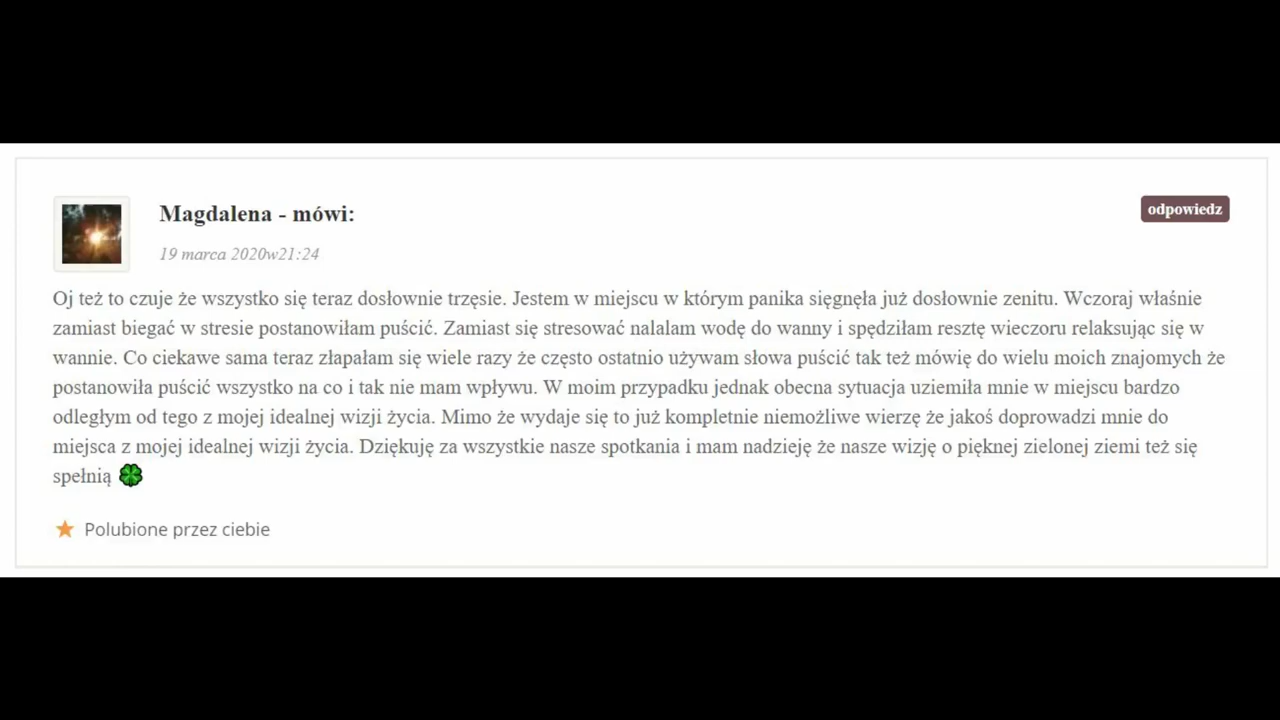 Magdalena - mówi:
odpowiedz
19 marca 2020w21:24
Oj też to czuje że wszystko się teraz dosłownie trzęsie. Jestem w miejscu w którym panika sięgnęła już dosłownie zenitu. Wczoraj właśnie
zamiast biegać w stresie postanowiłam puścić. Zamiast się stresować nalalam wodę do wanny i spędziłam resztę wieczoru relaksując się w
wannie. Co ciekawe sama teraz złapałam się wiele razy że często ostatnio używam słowa puścić tak też mówię do wielu moich znajomych że
postanowiła puścić wszystko na co i tak nie mam wpływu. W moim przypadku jednak obecna sytuacja uziemiła mnie w miejscu bardzo
odległym od tego z mojej idealnej wizji życia. Mimo że wydaje się to już kompletnie niemożliwe wierzę że jakoś doprowadzi mnie do
miejsca z mojej idealnej wizji życia. Dziękuję za wszystkie nasze spotkania i mam nadzieję że nasze wizję o pięknej zielonej ziemi też się
spełnią 🍀
Polubione przez ciebie